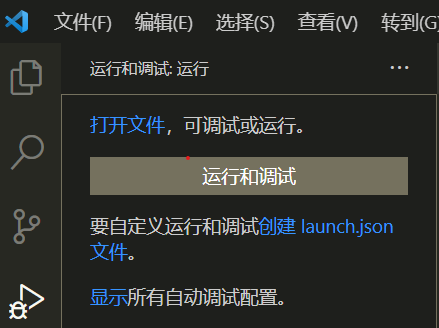 文件(F) 编辑(E) 选择(S) 查看(V) 转到(G
运行和调试: 运行
打开文件，可调试或运行。
运行和调试
要自定义运行和调试创建 launch.json
文件。
显示所有自动调试配置。